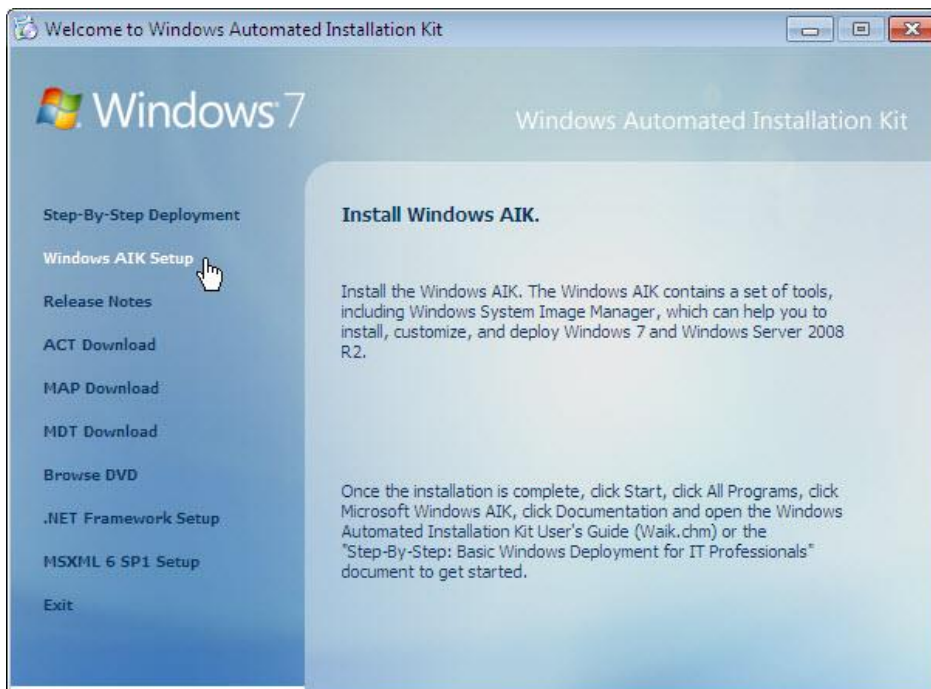 Welcome to Windows Automated Installation Kit
Windows 7
Windows Automated Installation Kit
Step-By-Step Deployment
Windows AIK Setup
Release Notes
ACT Download
MAP Download
MDT Download
Browse DVD
.NET Framework Setup
MSXML 6 SP1 Setup
Exit
Install Windows AIK.
Install the Windows AIK. The Windows AIK contains a set of tools,
including Windows System Image Manager, which can help you to
install, customize, and deploy Windows 7 and Windows Server 2008
R2.
Once the installation is complete, click Start, click All Programs, click
Microsoft Windows AIK, click Documentation and open the Windows
Automated Installation Kit User's Guide (Waik.chm) or the
"Step-By-Step: Basic Windows Deployment for IT Professionals"
document to get started.